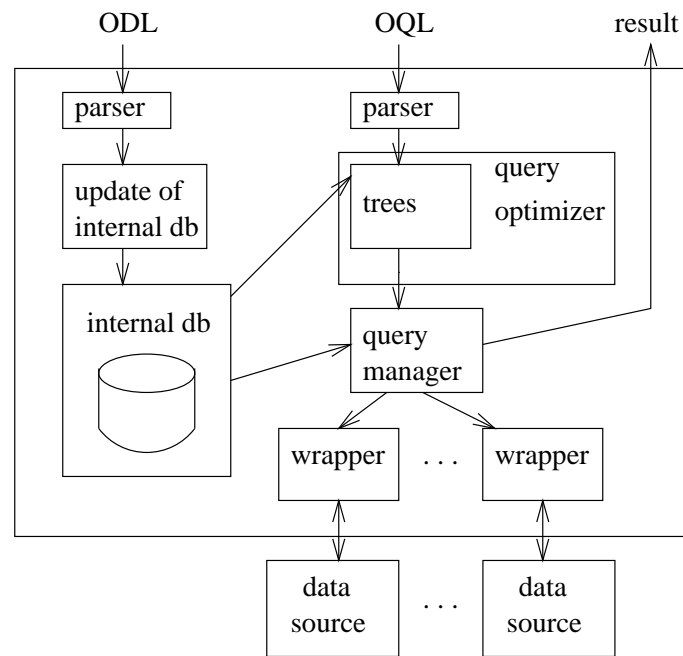 ODL
OQL
result
parser
parser
update of
internal db
trees
query
optimizer
internal db
query
manager
wrapper
. . .
wrapper
data
source
. . .
data
source